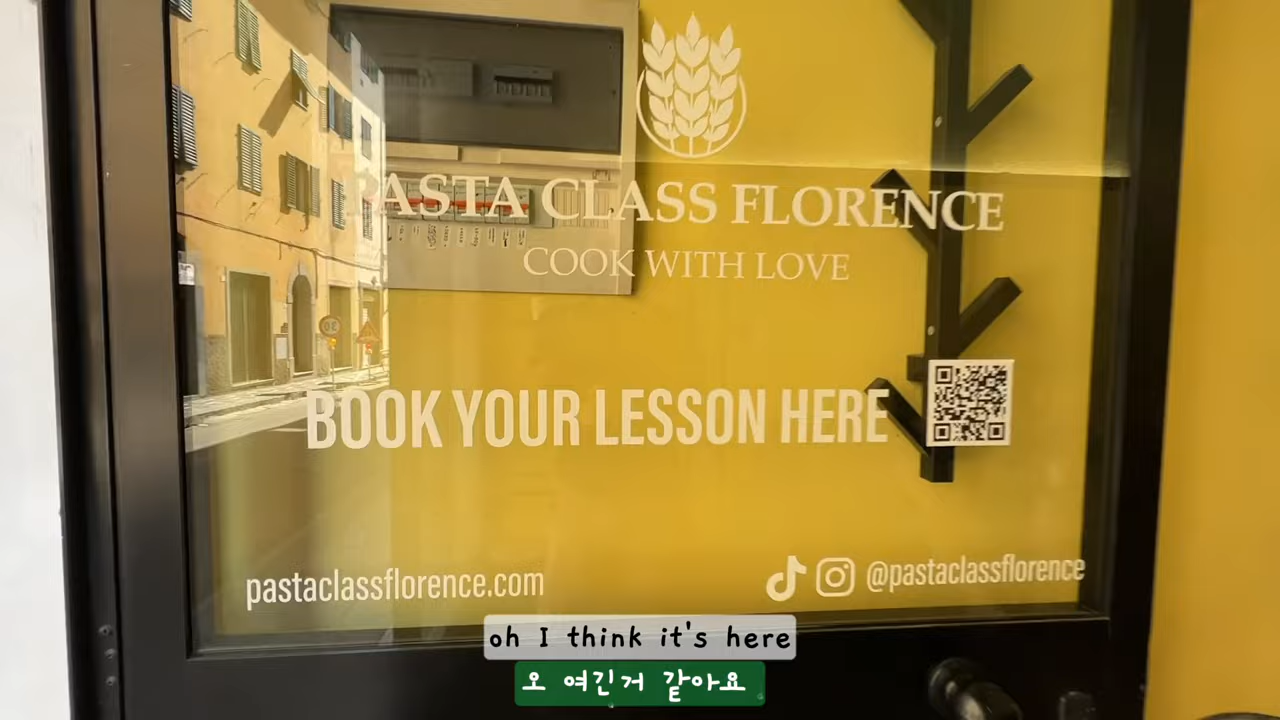 PASTA CLASS FLORENCE
COOK WITH LOVE
BOOK YOUR LESSON HERE
pastaclassflorence.com
@pastaclassflorence
oh I think it's here
오 여긴거 같아요